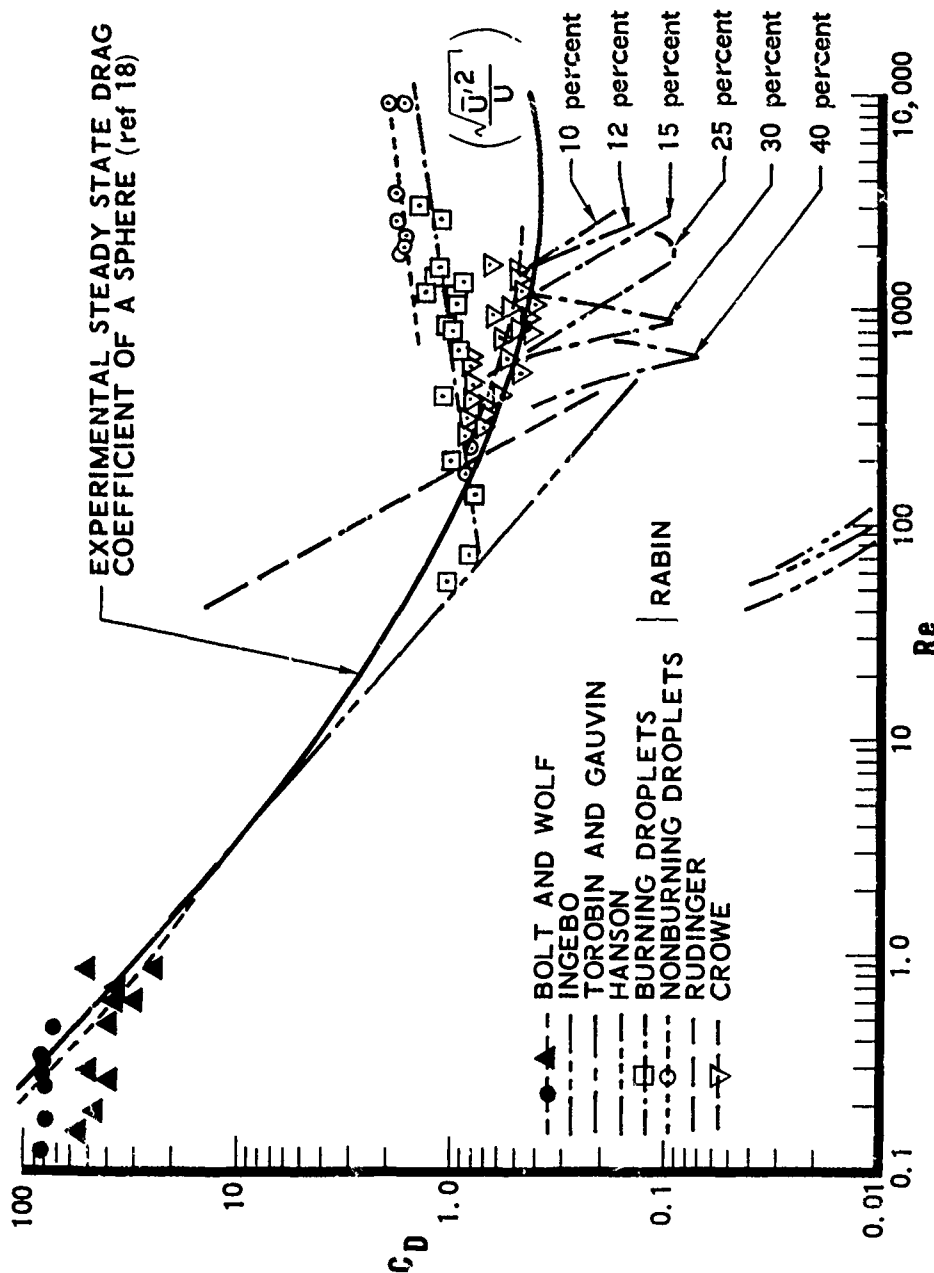 EXPERIMENTAL STEADY STATE DRAG
COEFFICIENT OF A SPHERE (ref 18)
100
10
1.0
0.1
0.01
C_D
0.1
1.0
10
100
1000
10,000
Re
(√Ū'² / U)
10 percent
12 percent
15 percent
25 percent
30 percent
40 percent
BOLT AND WOLF
INGEBO
TOROBIN AND GAUVIN
HANSON
BURNING DROPLETS
NONBURNING DROPLETS
} RABIN
RUDINGER
CROWE